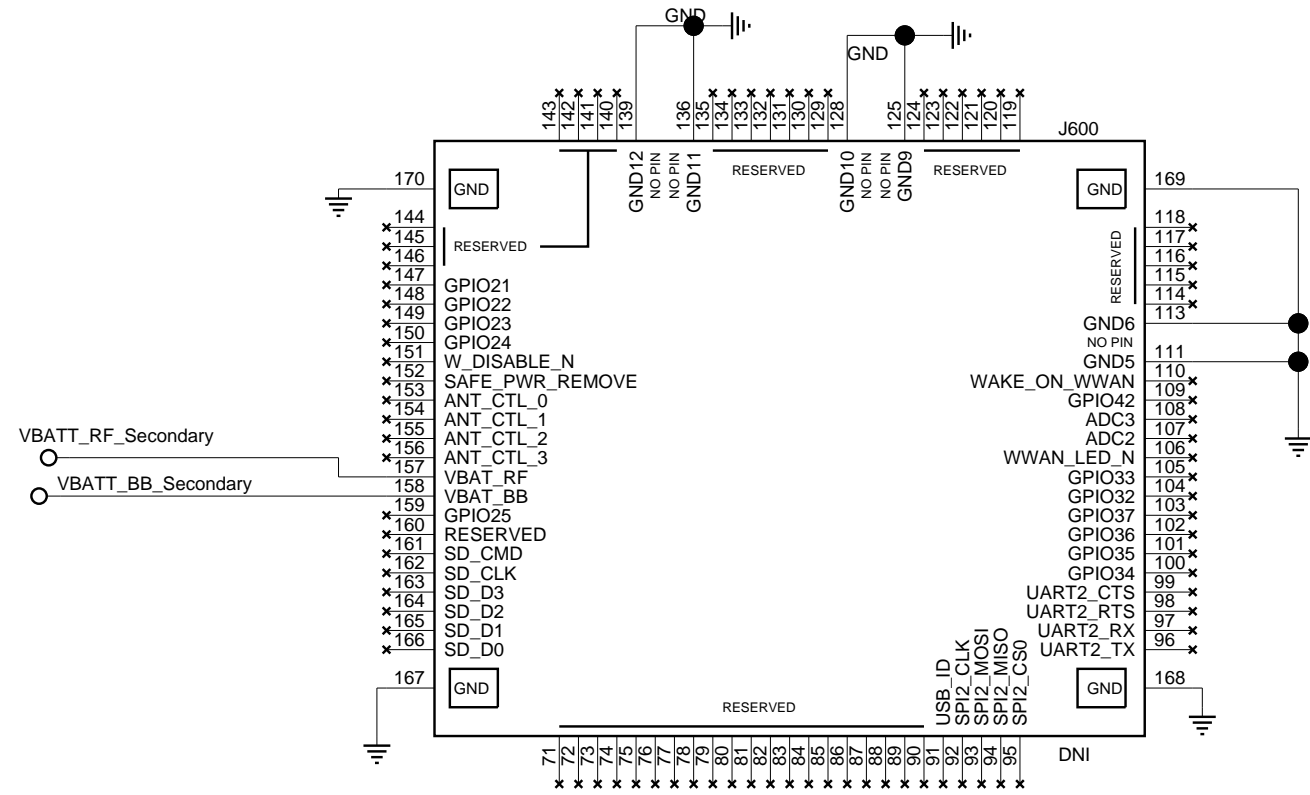 GND
GND
143
142
141
140
139
136
135
134
133
132
131
130
129
128
125
124
123
122
121
120
119
J600
GND12
NO PIN
NO PIN
GND11
RESERVED
GND10
NO PIN
NO PIN
GND9
RESERVED
170
GND
GND
169
144
145
RESERVED
146
147
GPIO21
148
GPIO22
149
GPIO23
150
GPIO24
151
W_DISABLE_N
152
SAFE_PWR_REMOVE
153
ANT_CTL_0
154
ANT_CTL_1
155
ANT_CTL_2
156
ANT_CTL_3
157
VBAT_RF
158
VBAT_BB
159
GPIO25
160
RESERVED
161
SD_CMD
162
SD_CLK
163
SD_D3
164
SD_D2
165
SD_D1
166
SD_D0
VBATT_RF_Secondary
VBATT_BB_Secondary
118
117
116
RESERVED
115
114
113
GND6
NO PIN
111
GND5
110
WAKE_ON_WWAN
109
GPIO42
108
ADC3
107
ADC2
106
WWAN_LED_N
105
GPIO33
104
GPIO32
103
GPIO37
102
GPIO36
101
GPIO35
100
GPIO34
99
UART2_CTS
98
UART2_RTS
97
UART2_RX
96
UART2_TX
167
GND
GND
168
RESERVED
USB_ID
SPI2_CLK
SPI2_MOSI
SPI2_MISO
SPI2_CS0
71
72
73
74
75
76
77
78
79
80
81
82
83
84
85
86
87
88
89
90
91
92
93
94
95
DNI